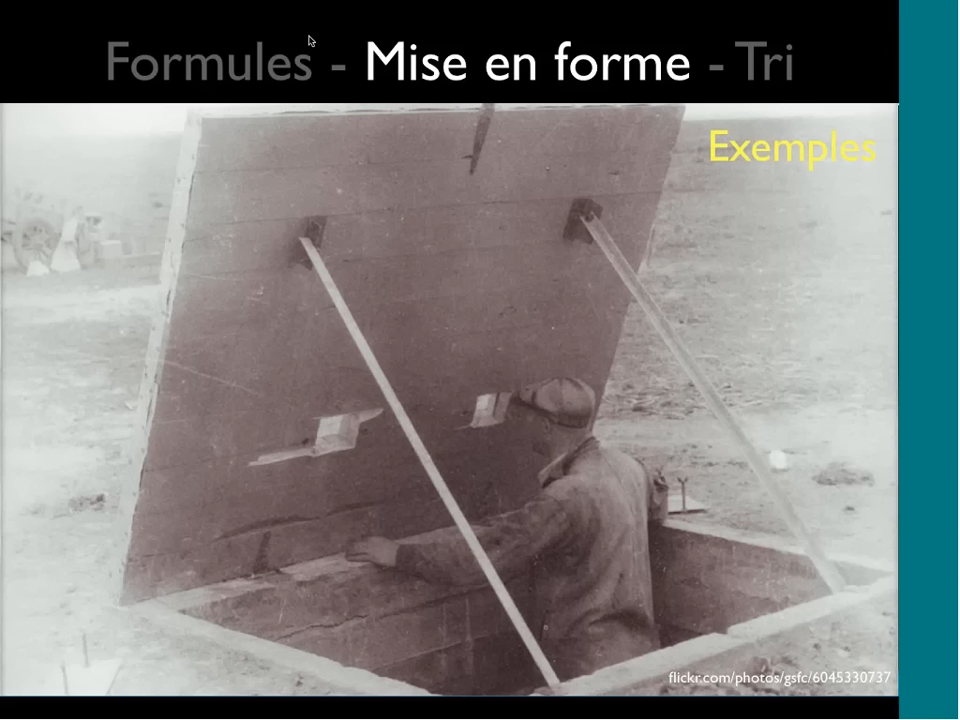 Formules - Mise en forme - Tri
Exemples
flickr.com/photos/gsfc/6045330737